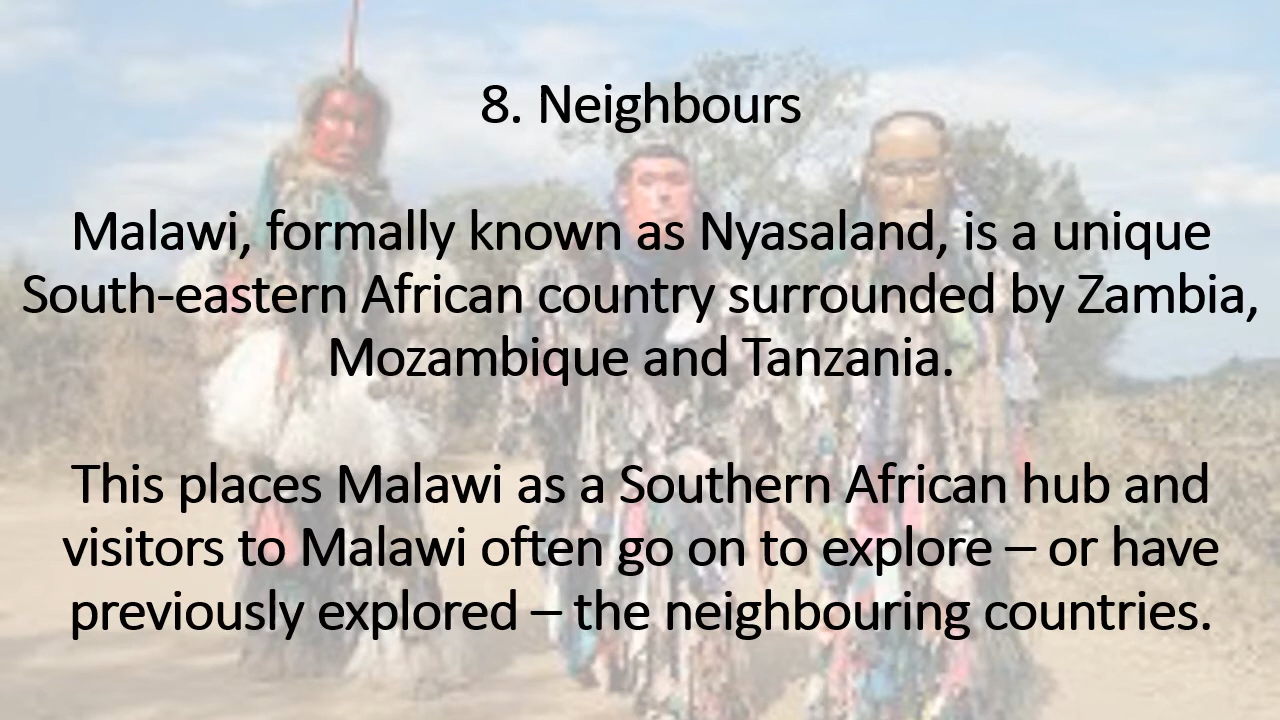 8. Neighbours
Malawi, formally known as Nyasaland, is a unique
South-eastern African country surrounded by Zambia,
Mozambique and Tanzania.
This places Malawi as a Southern African hub and
visitors to Malawi often go on to explore – or have
previously explored – the neighbouring countries.